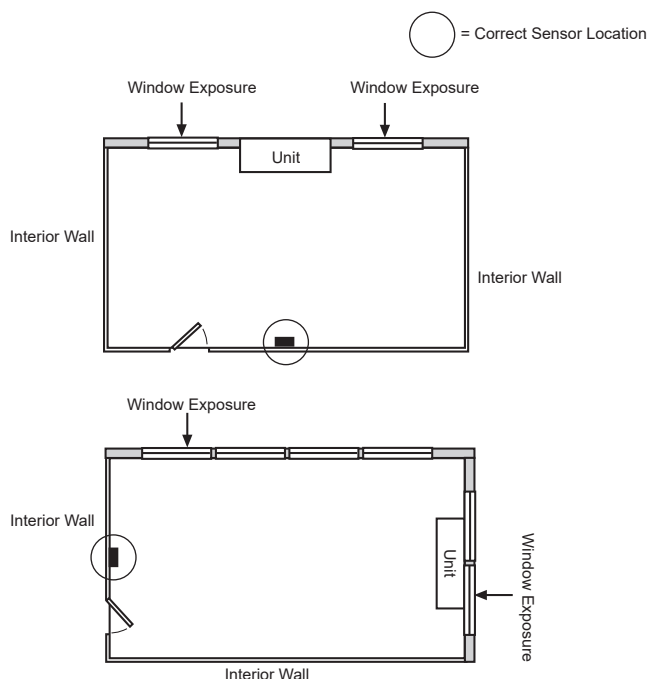 = Correct Sensor Location
Window Exposure
Window Exposure
Unit
Interior Wall
Interior Wall
Window Exposure
Interior Wall
Unit
Window Exposure
Interior Wall